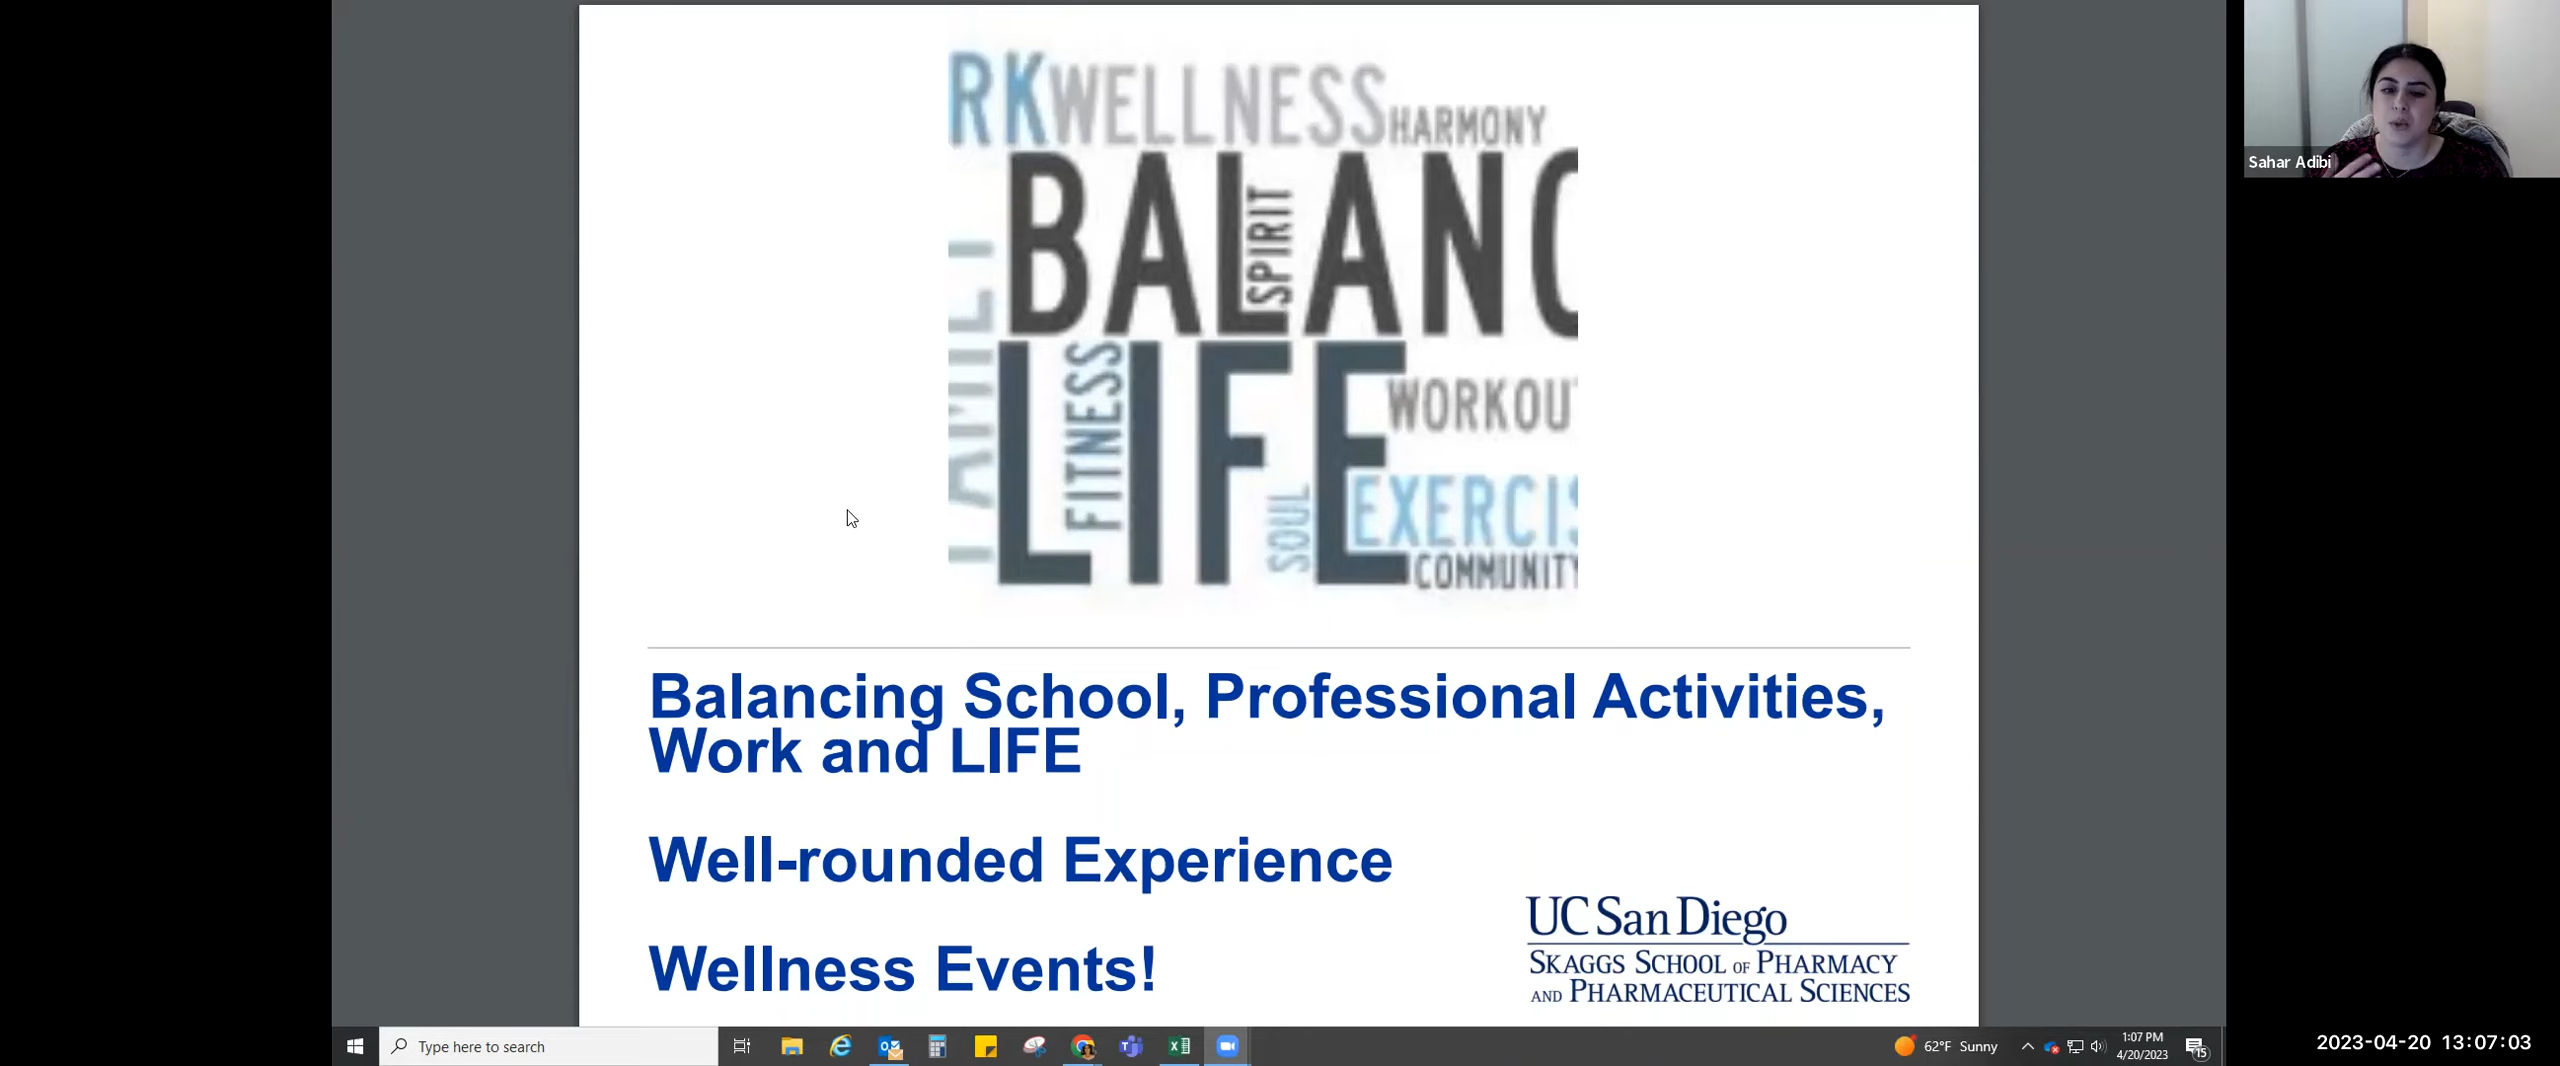 RK WELLNESS HARMONY
BALANC
SPIRIT
FAMILY
LIFE
FITNESS
WORKOU
SOUL
EXERCIS
COMMUNITY
Balancing School, Professional Activities,
Work and LIFE
Well-rounded Experience
Wellness Events!
UC San Diego
SKAGGS SCHOOL OF PHARMACY
AND PHARMACEUTICAL SCIENCES
Sahar Adibi
Type here to search
62°F Sunny
1:07 PM
4/20/2023
15
2023-04-20 13:07:03